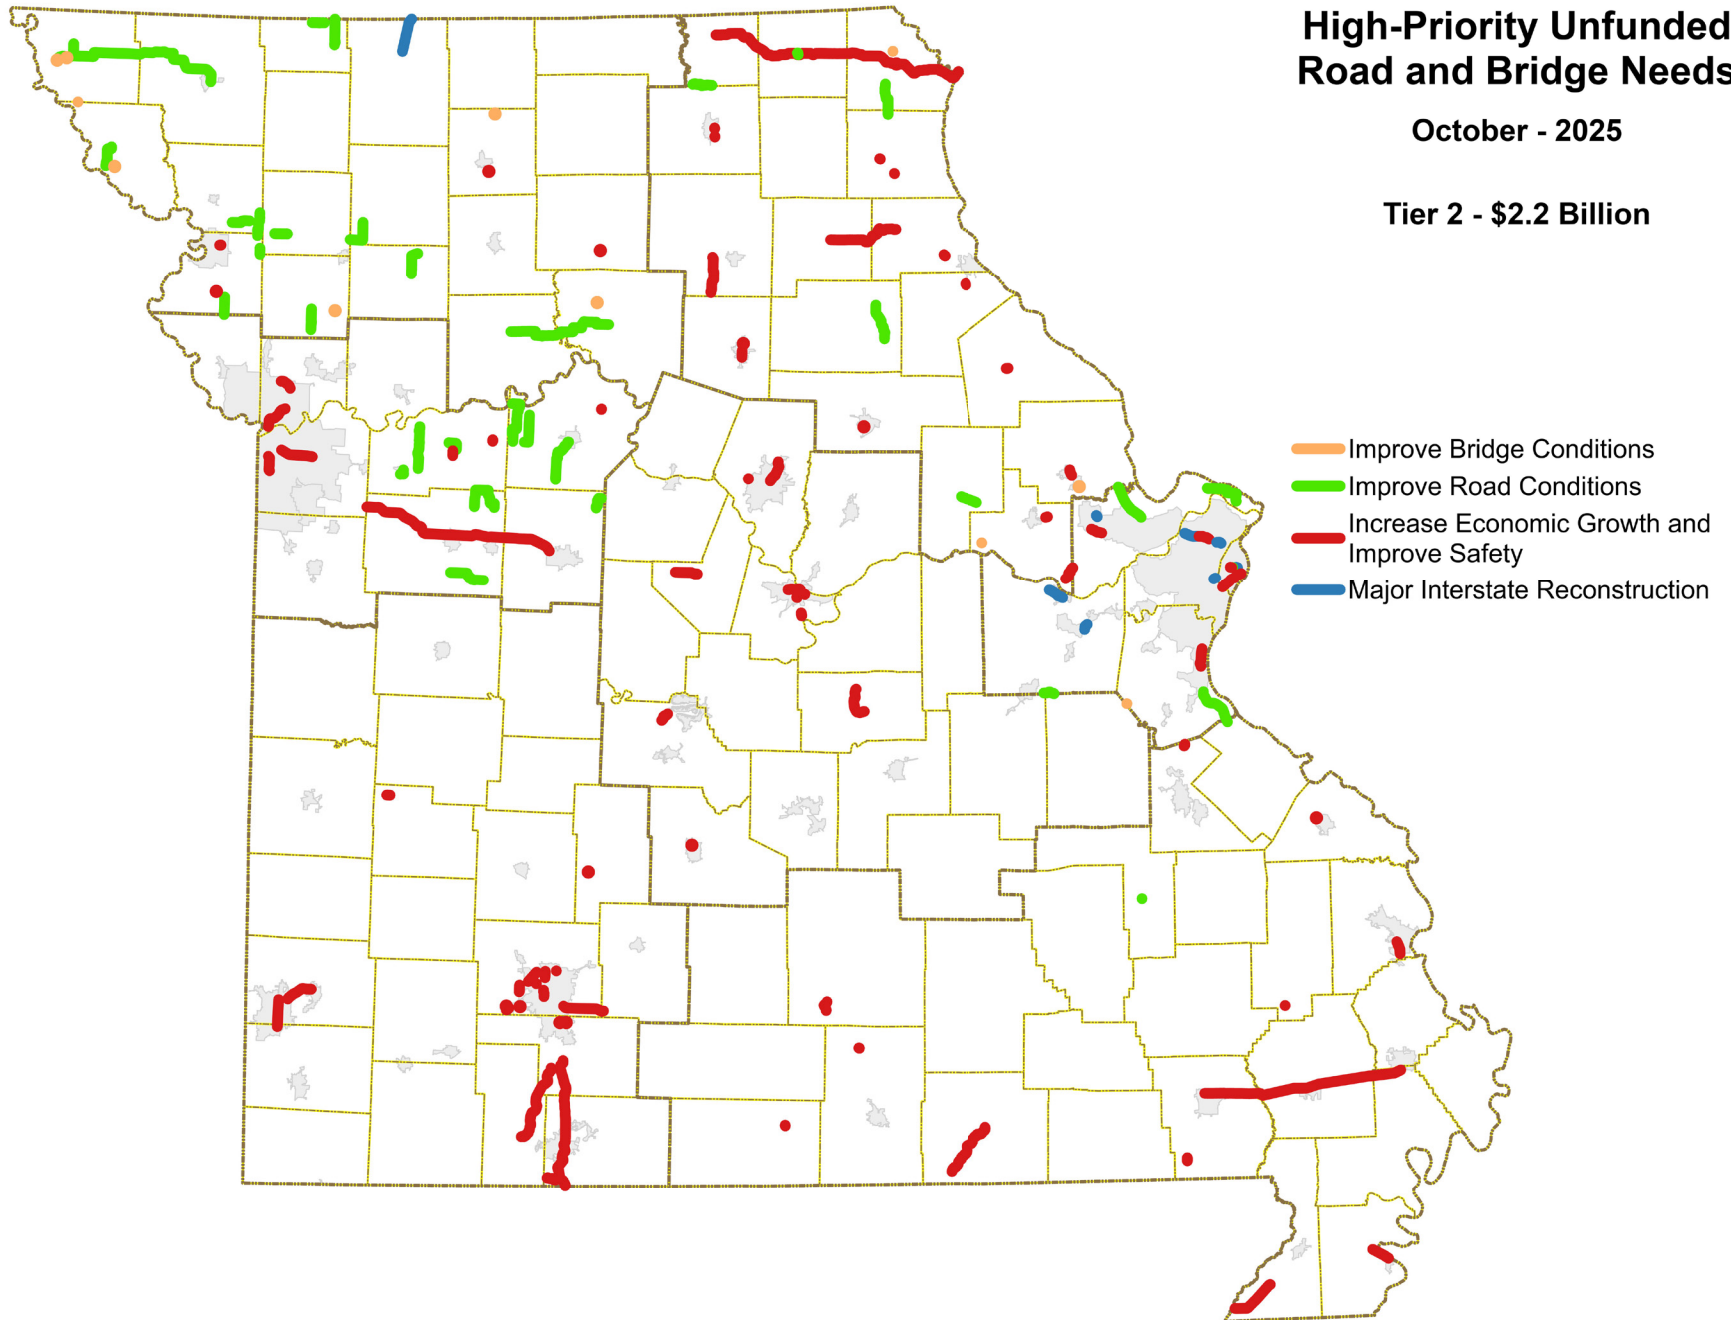 High-Priority Unfunded
Road and Bridge Needs
October - 2025
Tier 2 - $2.2 Billion
Improve Bridge Conditions
Improve Road Conditions
Increase Economic Growth and
Improve Safety
Major Interstate Reconstruction